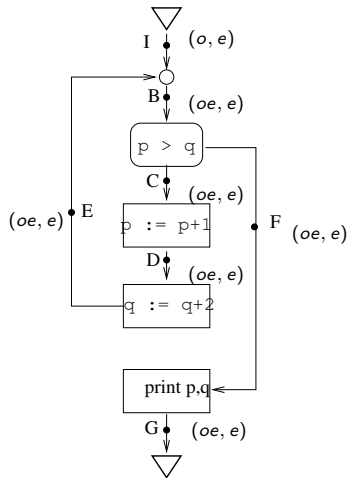 I (o, e)
B (oe, e)
p > q
C (oe, e)
p := p+1
(oe, e) E F (oe, e)
D (oe, e)
q := q+2
print p,q
G (oe, e)